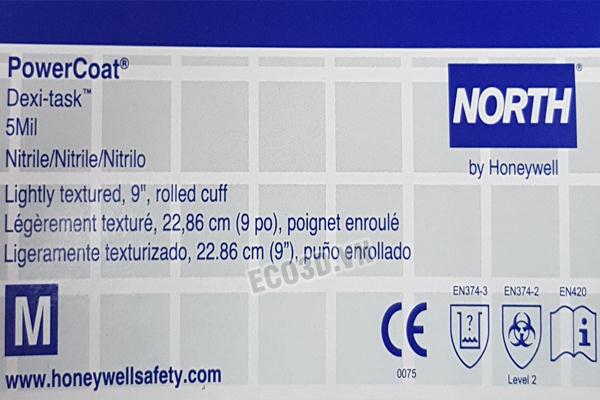 PowerCoat®
Dexi-task™
5Mil
Nitrile/Nitrile/Nitrilo
Lightly textured, 9", rolled cuff
Légèrement texturé, 22,86 cm (9 po), poignet enroulé
Ligeramente texturizado, 22.86 cm (9”), puño enrollado
NORTH®
by Honeywell
ECO3D.VN
M
www.honeywellsafety.com
CE
0075
EN374-3
?
EN374-2
Level 2
EN420
i